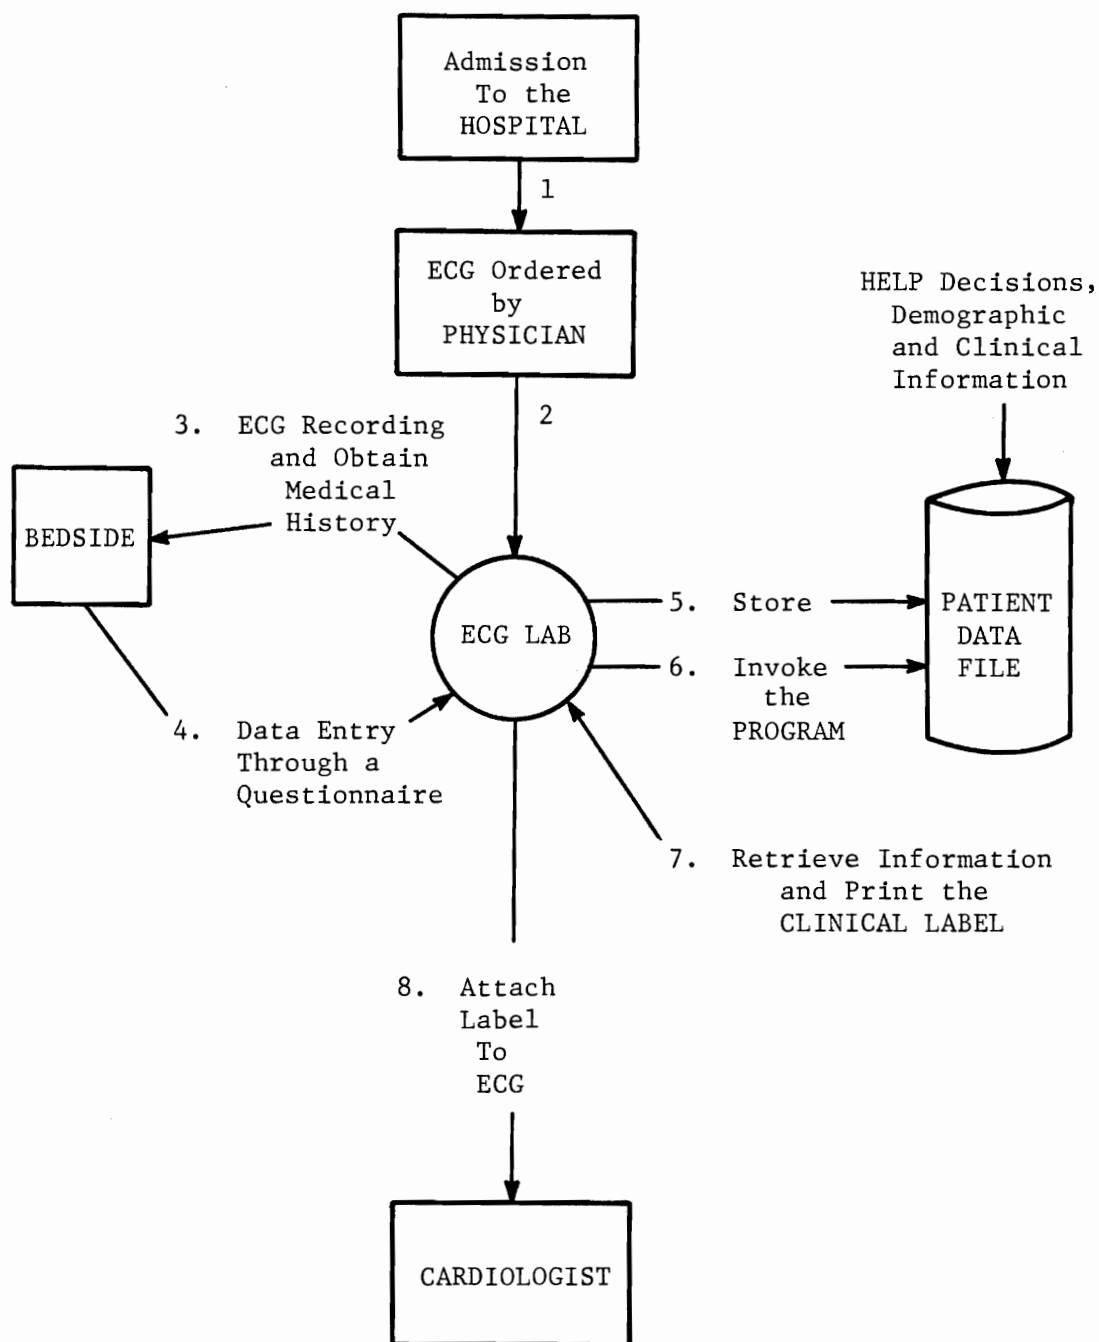 Admission
To the
HOSPITAL
1
ECG Ordered
by
PHYSICIAN
2
HELP Decisions,
Demographic
and Clinical
Information
3. ECG Recording
and Obtain
Medical
History
BEDSIDE
ECG LAB
4. Data Entry
Through a
Questionnaire
5. Store
6. Invoke
the
PROGRAM
PATIENT
DATA
FILE
7. Retrieve Information
and Print the
CLINICAL LABEL
8. Attach
Label
To
ECG
CARDIOLOGIST